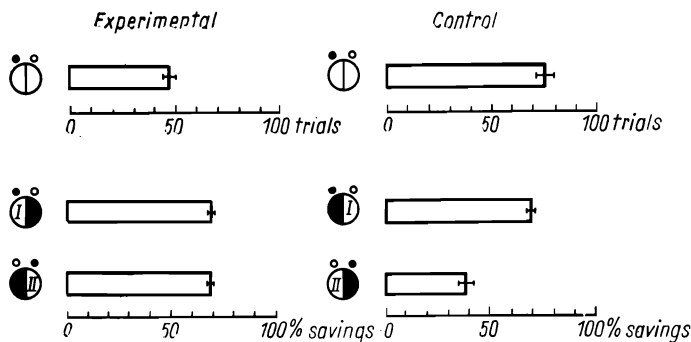 Experimental Control
0 50 100 trials 0 50 100 trials
I I
II II
0 50 100% savings 0 50 100% savings